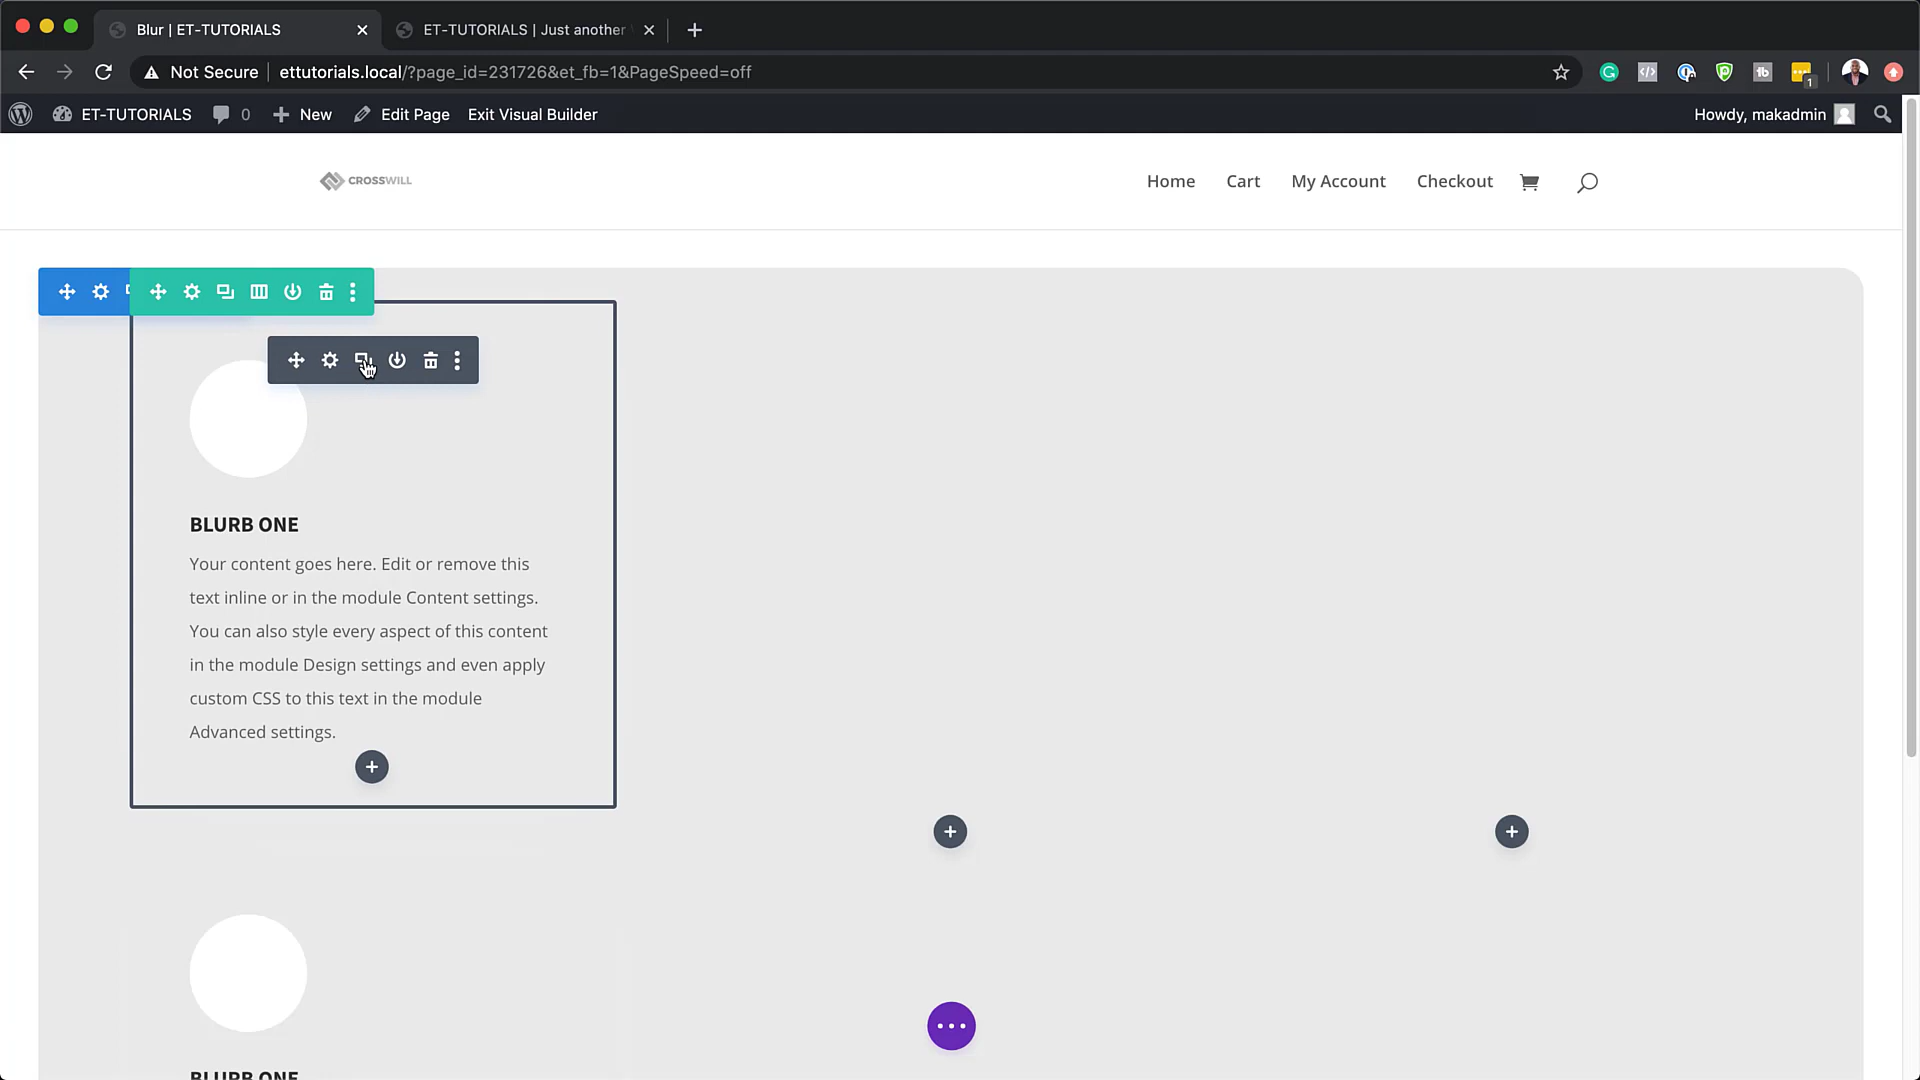 Blur | ET-TUTORIALS
ET-TUTORIALS | Just another
Not Secure
ettutorials.local/?page_id=231726&et_fb=1&PageSpeed=off
1
ET-TUTORIALS
0
New
Edit Page
Exit Visual Builder
Howdy, makadmin
CROSSWILL
Home
Cart
My Account
Checkout
BLURB ONE
Your content goes here. Edit or remove this
text inline or in the module Content settings.
You can also style every aspect of this content
in the module Design settings and even apply
custom CSS to this text in the module
Advanced settings.
BLURB ONE